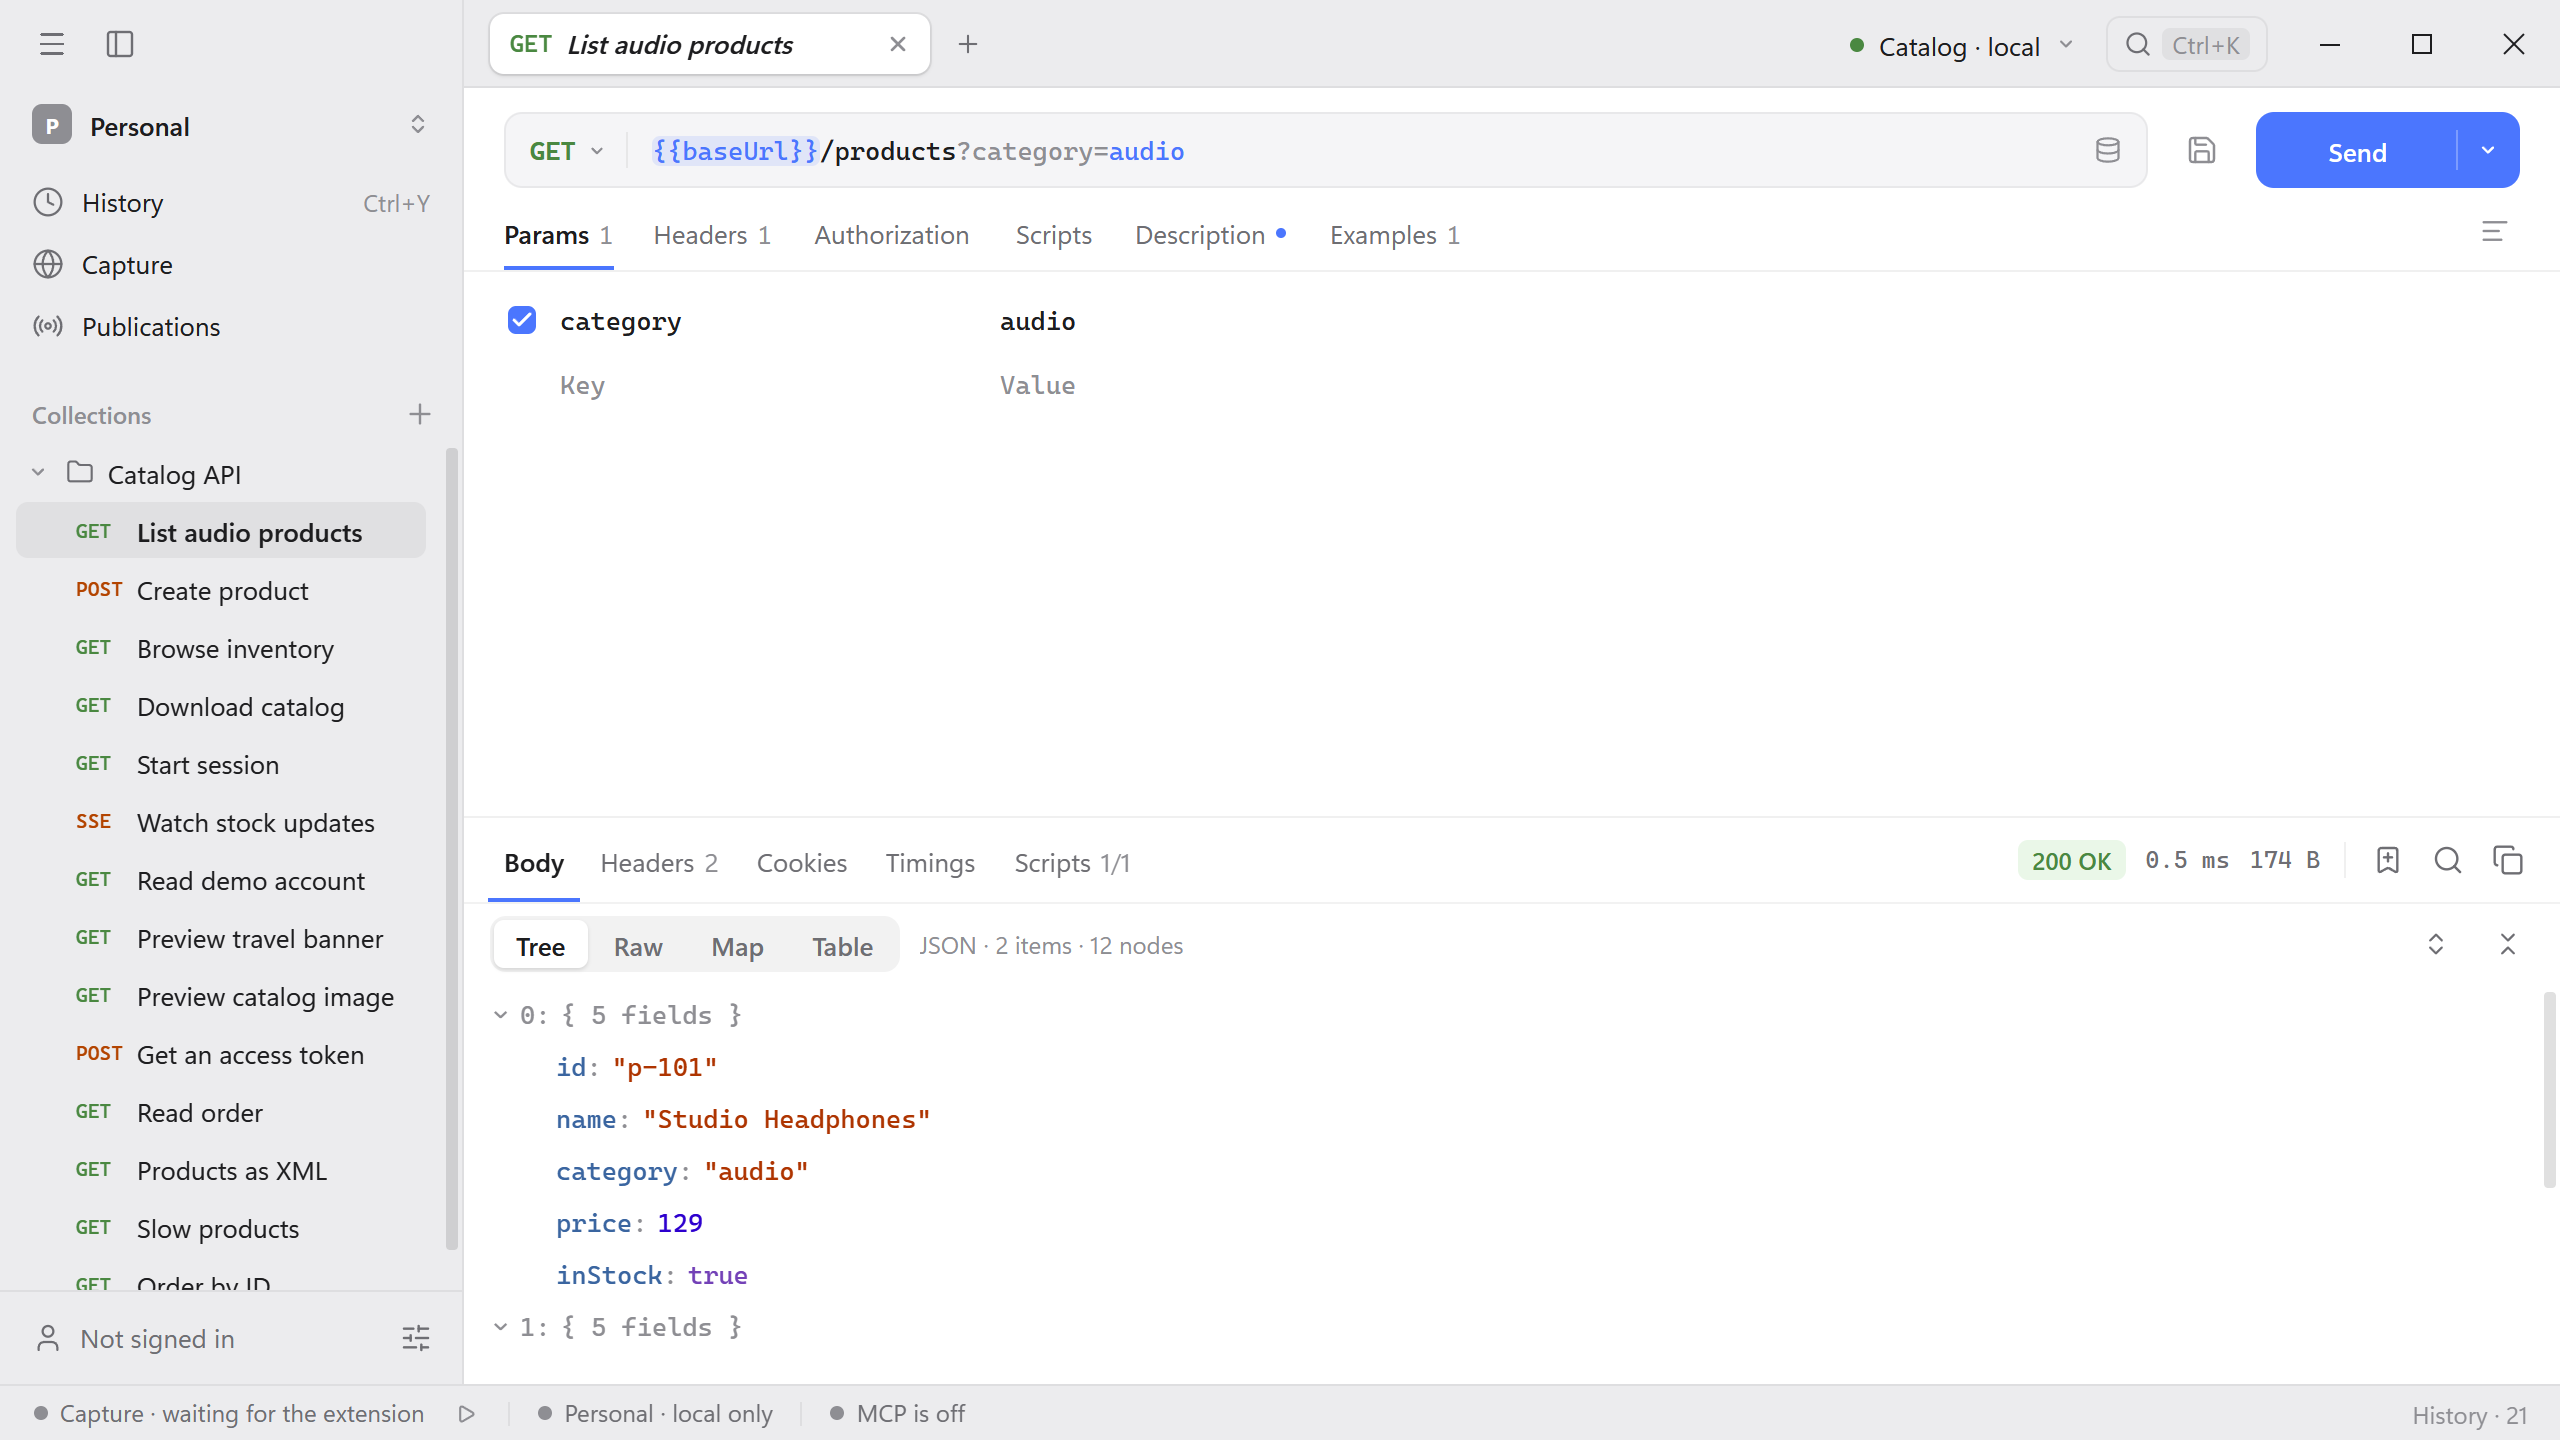 GET List audio products
Catalog · local
Ctrl+K
P Personal
History Ctrl+Y
Capture
Publications
Collections
Catalog API
GET List audio products
POST Create product
GET Browse inventory
GET Download catalog
GET Start session
SSE Watch stock updates
GET Read demo account
GET Preview travel banner
GET Preview catalog image
POST Get an access token
GET Read order
GET Products as XML
GET Slow products
GET Order by ID
Not signed in
GET {{baseUrl}}/products?category=audio
Send
Params 1 Headers 1 Authorization Scripts Description Examples 1
category audio
Key Value
Body Headers 2 Cookies Timings Scripts 1/1
200 OK 0.5 ms 174 B
Tree Raw Map Table JSON · 2 items · 12 nodes
0: { 5 fields }
id: "p-101"
name: "Studio Headphones"
category: "audio"
price: 129
inStock: true
1: { 5 fields }
Capture · waiting for the extension Personal · local only MCP is off History · 21